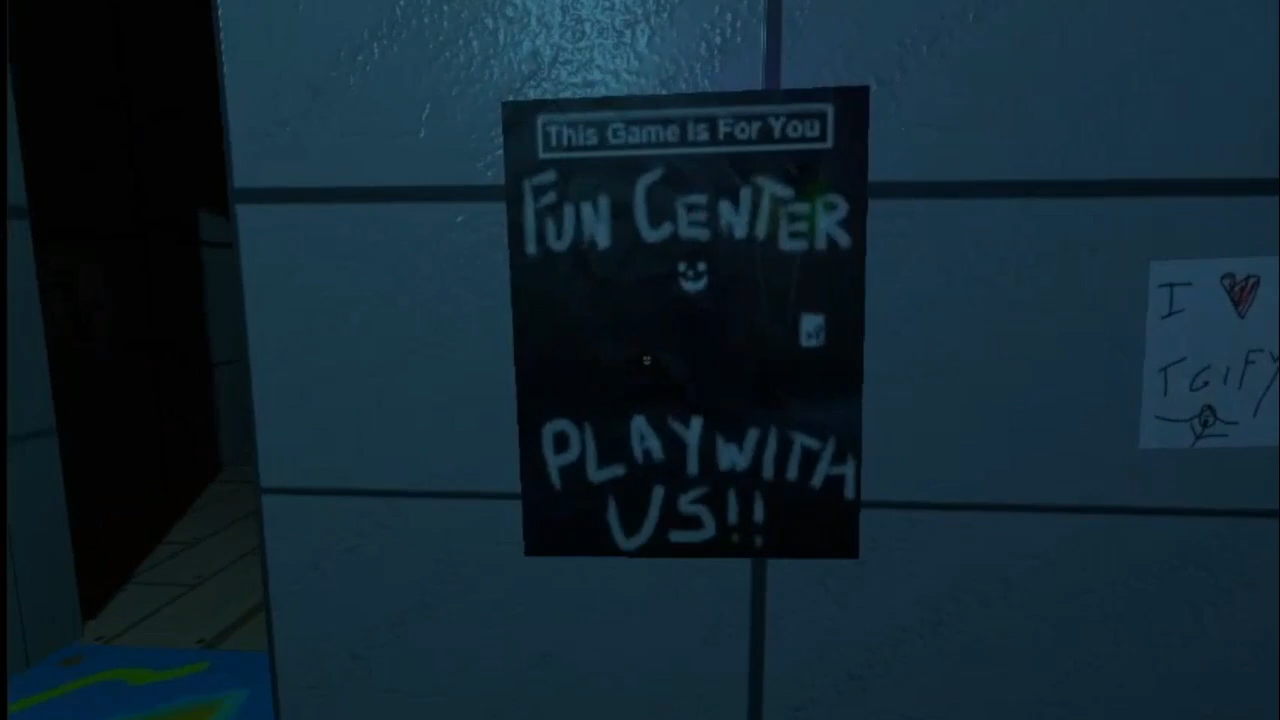 This Game Is For You
FUN CENTER
PLAY WITH
US!!
I
TGIFY